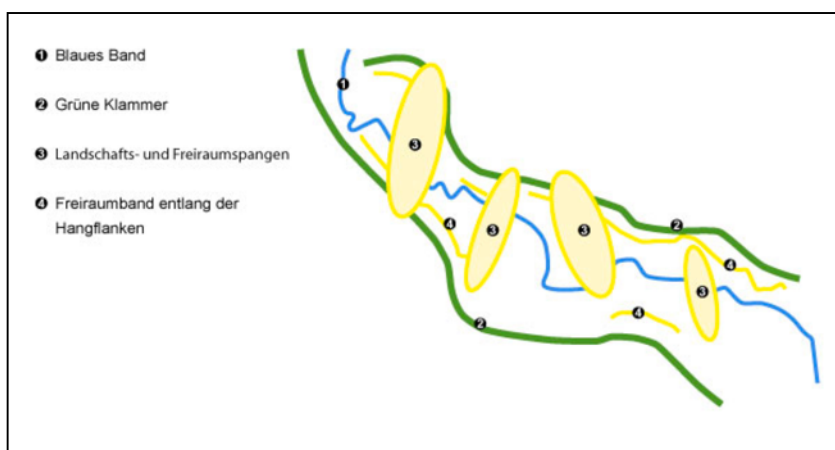 ❶ Blaues Band
❷ Grüne Klammer
❸ Landschafts- und Freiraumspangen
❹ Freiraumband entlang der
Hangflanken
❶
❸
❷
❹
❸
❸
❹
❸
❹
❷